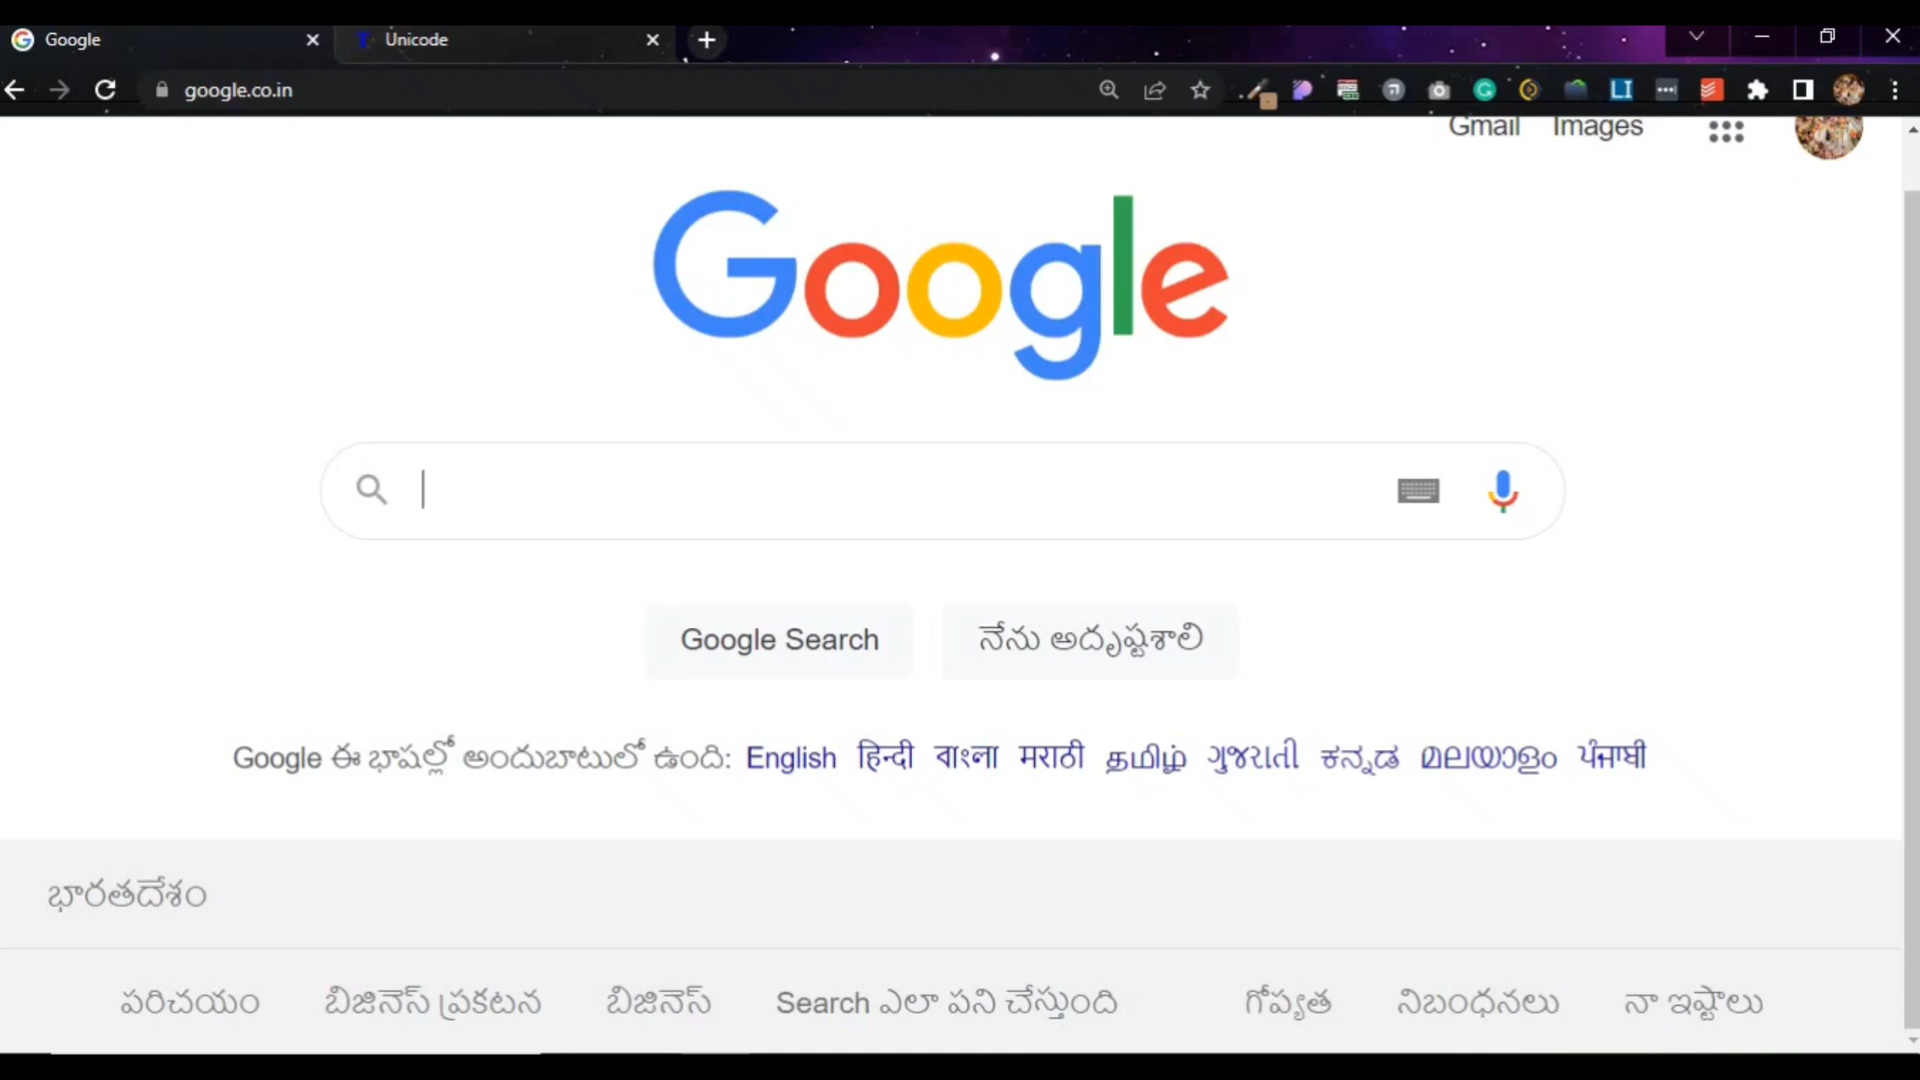 Google
Unicode
google.co.in
Gmail Images
Google
Google Search
నేను అదృష్టశాలి
Google ఈ భాషల్లో అందుబాటులో ఉంది: English हिन्दी বাংলা मराठी தமிழ் ગુજરાતી ಕನ್ನಡ മലയാളം ਪੰਜਾਬੀ
భారతదేశం
పరిచయం బిజినెస్ ప్రకటన బిజినెస్ Search ఎలా పని చేస్తుంది గోప్యత నిబంధనలు నా ఇష్టాలు